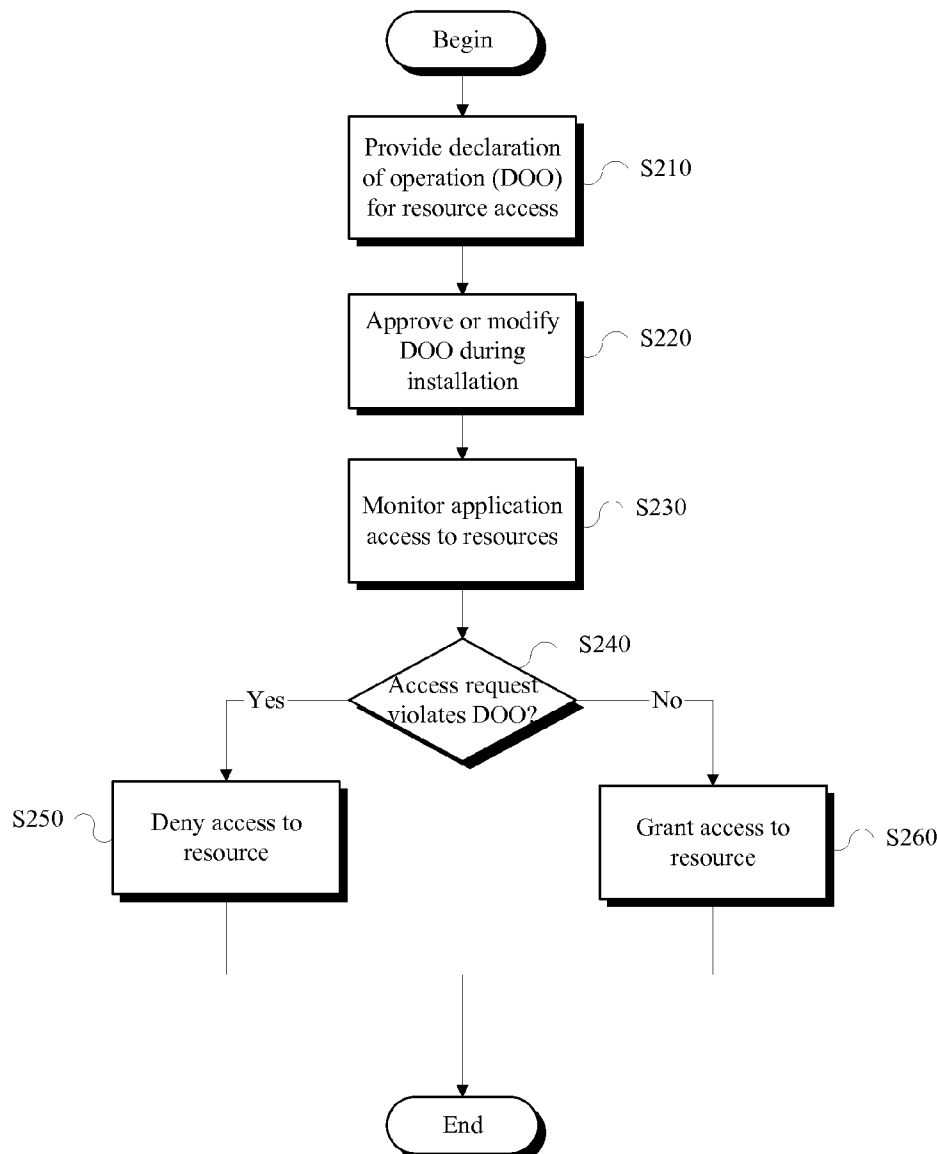 Begin
Provide declaration
of operation (DOO)
for resource access
S210
Approve or modify
DOO during
installation
S220
Monitor application
access to resources
S230
S240
Access request
violates DOO?
Yes
No
S250
Deny access to
resource
Grant access to
resource
S260
End